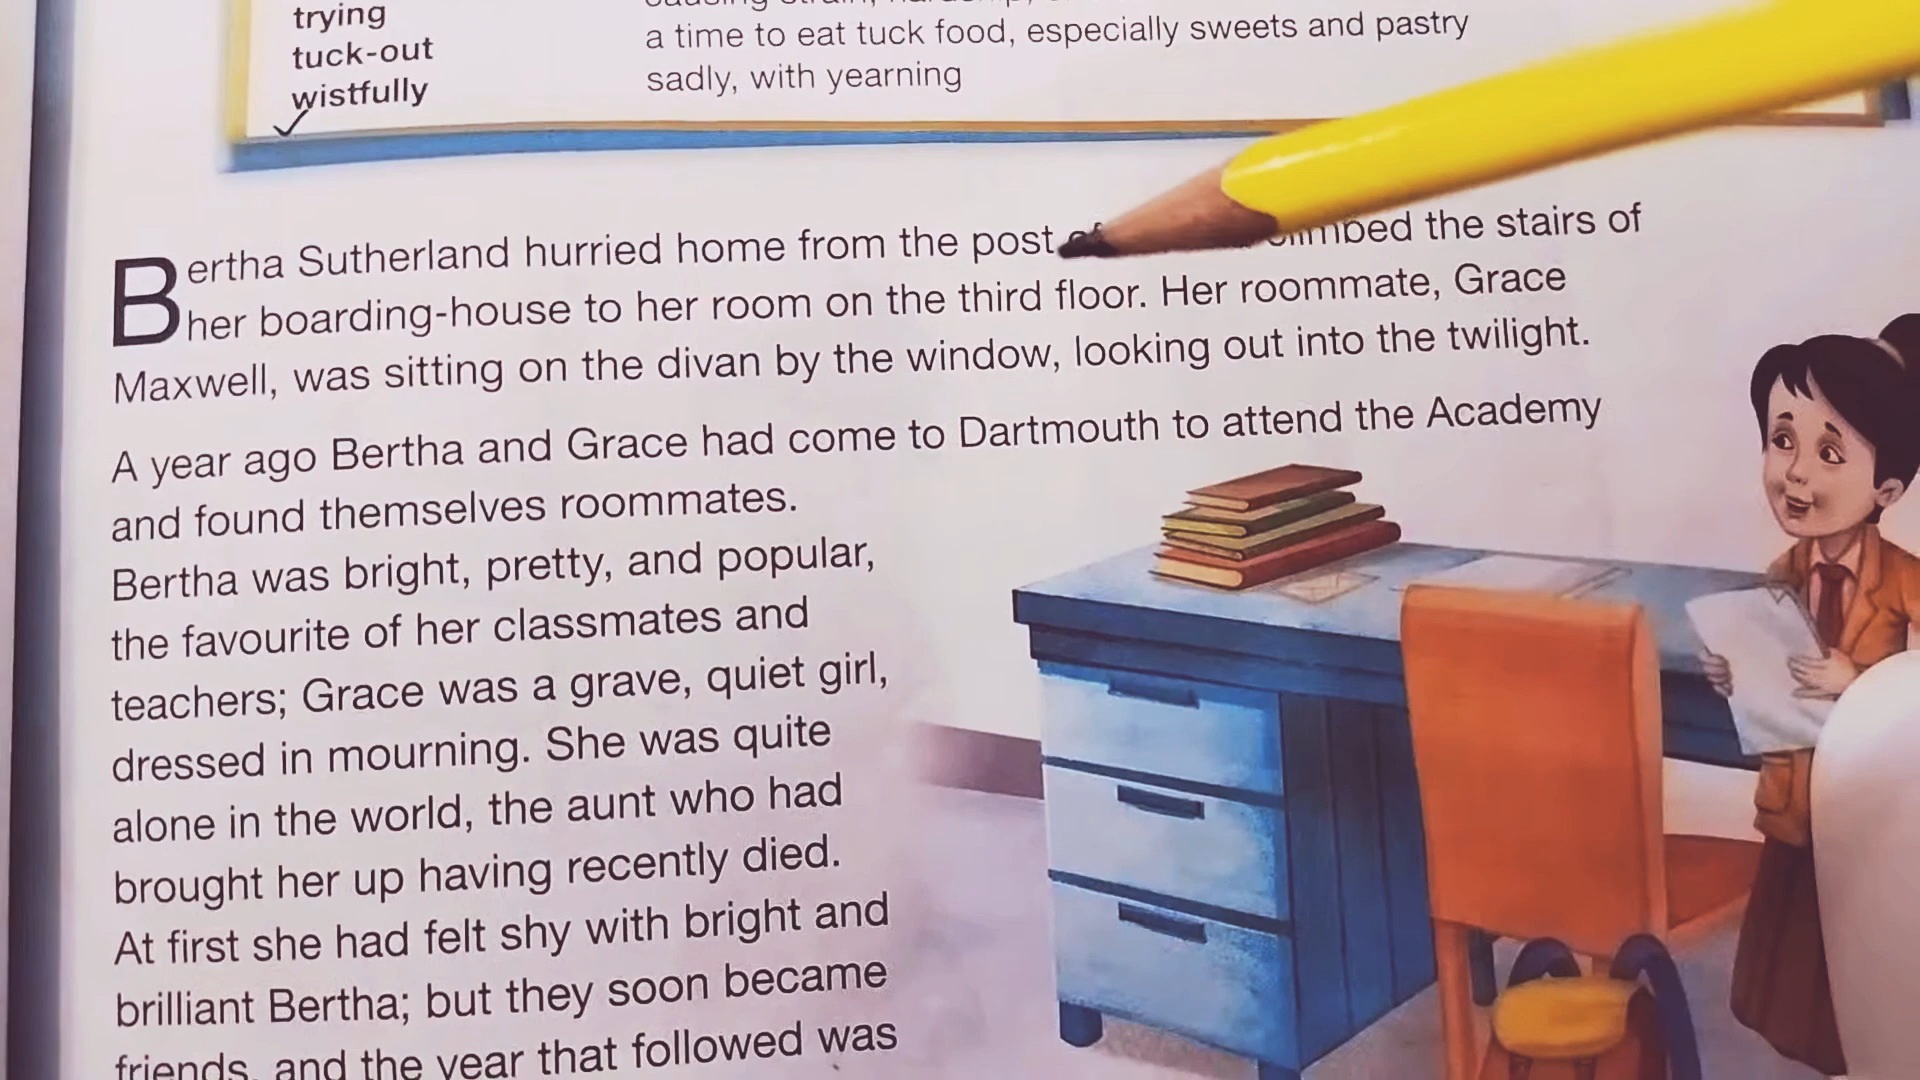 trying
tuck-out
a time to eat tuck food, especially sweets and pastry
wistfully
sadly, with yearning
Bertha Sutherland hurried home from the post the stairs of
her boarding-house to her room on the third floor. Her roommate, Grace
Maxwell, was sitting on the divan by the window, looking out into the twilight.
A year ago Bertha and Grace had come to Dartmouth to attend the Academy
and found themselves roommates.
Bertha was bright, pretty, and popular,
the favourite of her classmates and
teachers; Grace was a grave, quiet girl,
dressed in mourning. She was quite
alone in the world, the aunt who had
brought her up having recently died.
At first she had felt shy with bright and
brilliant Bertha; but they soon became
friends, and the year that followed was